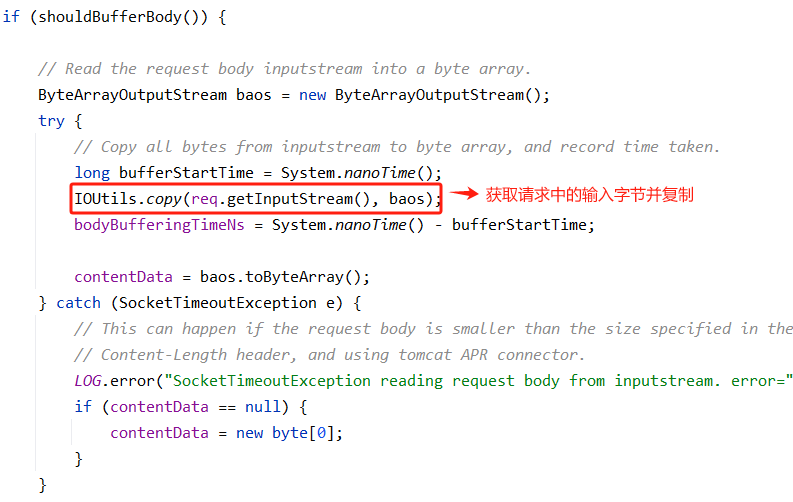 if (shouldBufferBody()) {
// Read the request body inputstream into a byte array.
ByteArrayOutputStream baos = new ByteArrayOutputStream();
try {
// Copy all bytes from inputstream to byte array, and record time taken.
long bufferStartTime = System.nanoTime();
IOUtils.copy(req.getInputStream(), baos); 获取请求中的输入字节并复制
bodyBufferingTimeNs = System.nanoTime() - bufferStartTime;
contentData = baos.toByteArray();
} catch (SocketTimeoutException e) {
// This can happen if the request body is smaller than the size specified in the
// Content-Length header, and using tomcat APR connector.
LOG.error("SocketTimeoutException reading request body from inputstream. error="
if (contentData == null) {
contentData = new byte[0];
}
}